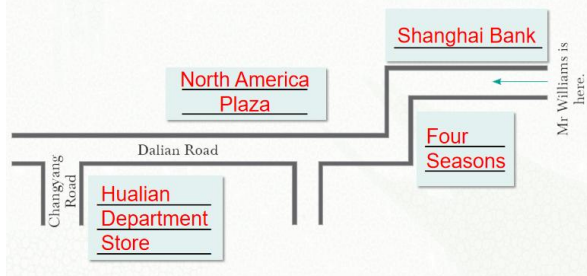 Shanghai Bank
Mr Williams is
here.
North America
Plaza
Four
Seasons
Dalian Road
Changyang
Road
Hualian
Department
Store